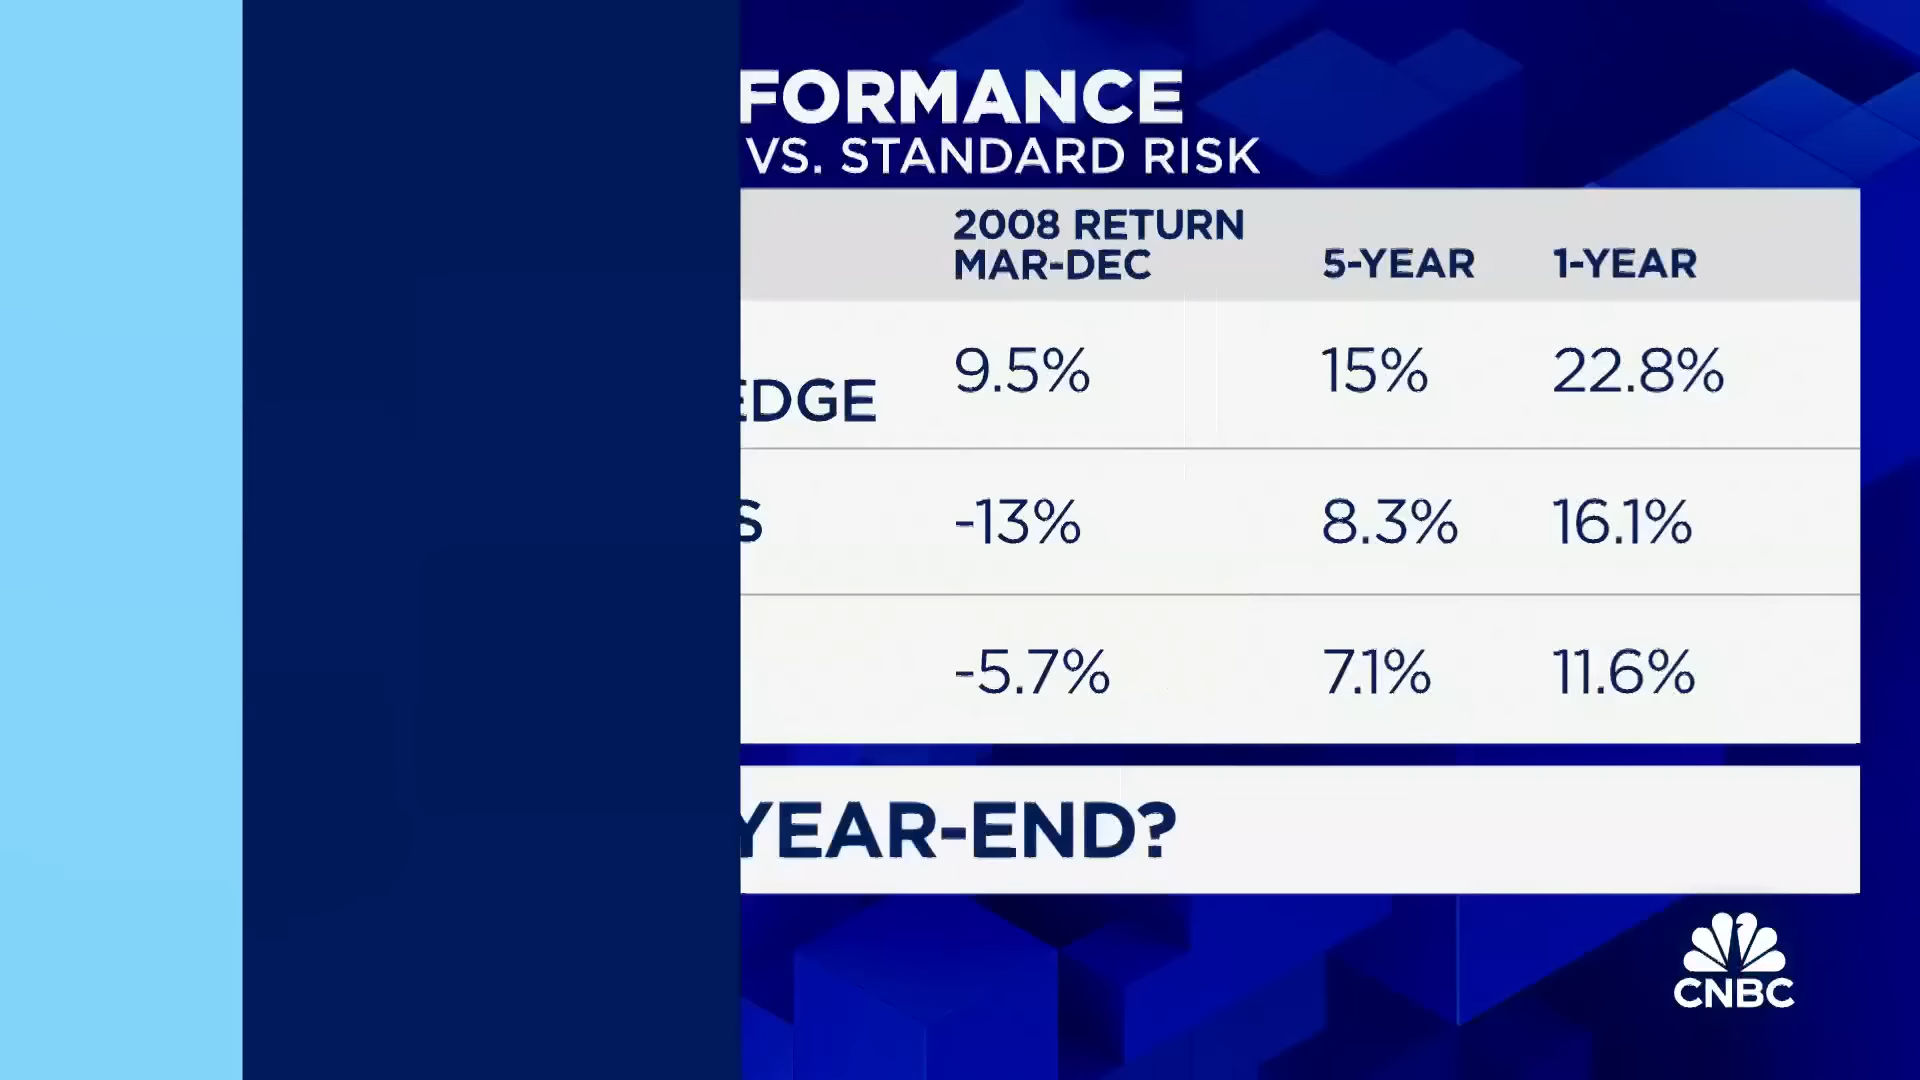 FORMANCE
VS. STANDARD RISK
2008 RETURN
MAR-DEC 5-YEAR 1-YEAR
9.5% 15% 22.8%
EDGE
S -13% 8.3% 16.1%
-5.7% 7.1% 11.6%
YEAR-END?
CNBC